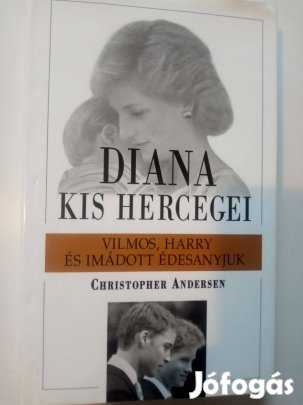 DIANA
KIS HERCEGEI
VILMOS, HARRY
ÉS IMÁDOTT ÉDESANYJUK
CHRISTOPHER ANDERSEN
Jófogás